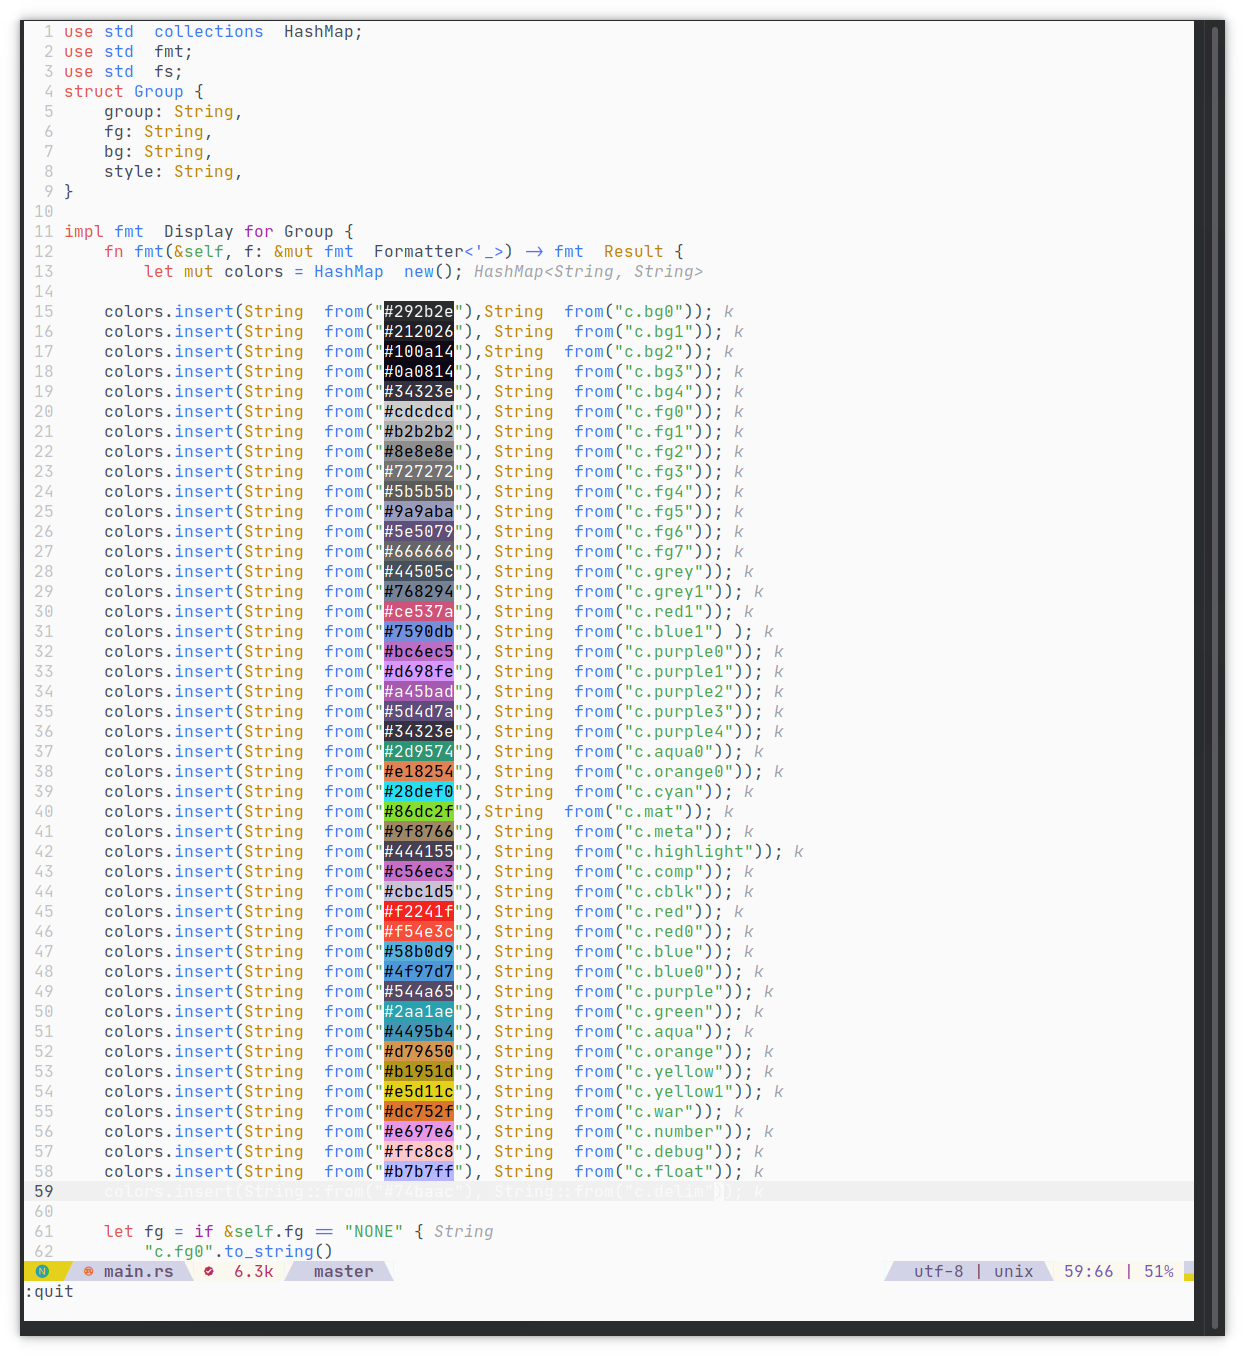 1 use std  collections  HashMap;
2 use std  fmt;
3 use std  fs;
4 struct Group {
5     group: String,
6     fg: String,
7     bg: String,
8     style: String,
9 }
10
11 impl fmt  Display for Group {
12     fn fmt(&self, f: &mut fmt  Formatter<'_>) -> fmt  Result {
13         let mut colors = HashMap  new(); HashMap<String, String>
14
15     colors.insert(String  from("#292b2e"),String  from("c.bg0")); k
16     colors.insert(String  from("#212026"), String  from("c.bg1")); k
17     colors.insert(String  from("#100a14"),String  from("c.bg2")); k
18     colors.insert(String  from("#0a0814"), String  from("c.bg3")); k
19     colors.insert(String  from("#34323e"), String  from("c.bg4")); k
20     colors.insert(String  from("#cdcdcd"), String  from("c.fg0")); k
21     colors.insert(String  from("#b2b2b2"), String  from("c.fg1")); k
22     colors.insert(String  from("#8e8e8e"), String  from("c.fg2")); k
23     colors.insert(String  from("#727272"), String  from("c.fg3")); k
24     colors.insert(String  from("#5b5b5b"), String  from("c.fg4")); k
25     colors.insert(String  from("#9a9aba"), String  from("c.fg5")); k
26     colors.insert(String  from("#5e5079"), String  from("c.fg6")); k
27     colors.insert(String  from("#666666"), String  from("c.fg7")); k
28     colors.insert(String  from("#44505c"), String  from("c.grey")); k
29     colors.insert(String  from("#768294"), String  from("c.grey1")); k
30     colors.insert(String  from("#ce537a"), String  from("c.red1")); k
31     colors.insert(String  from("#7590db"), String  from("c.blue1") ); k
32     colors.insert(String  from("#bc6ec5"), String  from("c.purple0")); k
33     colors.insert(String  from("#d698fe"), String  from("c.purple1")); k
34     colors.insert(String  from("#a45bad"), String  from("c.purple2")); k
35     colors.insert(String  from("#5d4d7a"), String  from("c.purple3")); k
36     colors.insert(String  from("#34323e"), String  from("c.purple4")); k
37     colors.insert(String  from("#2d9574"), String  from("c.aqua0")); k
38     colors.insert(String  from("#e18254"), String  from("c.orange0")); k
39     colors.insert(String  from("#28def0"), String  from("c.cyan")); k
40     colors.insert(String  from("#86dc2f"),String  from("c.mat")); k
41     colors.insert(String  from("#9f8766"), String  from("c.meta")); k
42     colors.insert(String  from("#444155"), String  from("c.highlight")); k
43     colors.insert(String  from("#c56ec3"), String  from("c.comp")); k
44     colors.insert(String  from("#cbc1d5"), String  from("c.cblk")); k
45     colors.insert(String  from("#f2241f"), String  from("c.red")); k
46     colors.insert(String  from("#f54e3c"), String  from("c.red0")); k
47     colors.insert(String  from("#58b0d9"), String  from("c.blue")); k
48     colors.insert(String  from("#4f97d7"), String  from("c.blue0")); k
49     colors.insert(String  from("#544a65"), String  from("c.purple")); k
50     colors.insert(String  from("#2aa1ae"), String  from("c.green")); k
51     colors.insert(String  from("#4495b4"), String  from("c.aqua")); k
52     colors.insert(String  from("#d79650"), String  from("c.orange")); k
53     colors.insert(String  from("#b1951d"), String  from("c.yellow")); k
54     colors.insert(String  from("#e5d11c"), String  from("c.yellow1")); k
55     colors.insert(String  from("#dc752f"), String  from("c.war")); k
56     colors.insert(String  from("#e697e6"), String  from("c.number")); k
57     colors.insert(String  from("#ffc8c8"), String  from("c.debug")); k
58     colors.insert(String  from("#b7b7ff"), String  from("c.float")); k
59     colors.insert(String::from("#74baac"), String::from("c.delim")); k
60
61     let fg = if &self.fg == "NONE" { String
62         "c.fg0".to_string()
N main.rs 6.3k master utf-8 | unix 59:66 | 51%
:quit